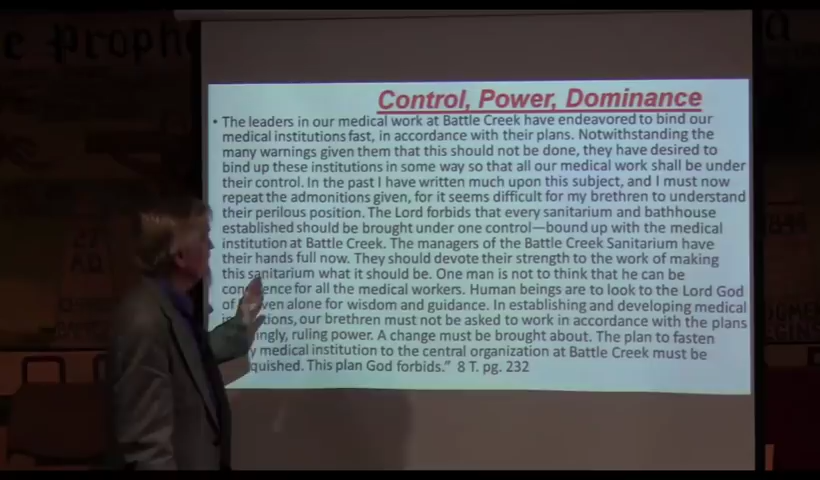 e Prophe
Control, Power, Dominance
• The leaders in our medical work at Battle Creek have endeavored to bind our
medical institutions fast, in accordance with their plans. Notwithstanding the
many warnings given them that this should not be done, they have desired to
bind up these institutions in some way so that all our medical work shall be under
their control. In the past I have written much upon this subject, and I must now
repeat the admonitions given, for it seems difficult for my brethren to understand
their perilous position. The Lord forbids that every sanitarium and bathhouse
established should be brought under one control—bound up with the medical
institution at Battle Creek. The managers of the Battle Creek Sanitarium have
their hands full now. They should devote their strength to the work of making
this sanitarium what it should be. One man is not to think that he can be
for all the medical workers. Human beings are to look to the Lord God
of alone for wisdom and guidance. In establishing and developing medical
our brethren must not be asked to work in accordance with the plans
ruling power. A change must be brought about. The plan to fasten
medical institution to the central organization at Battle Creek must be
This plan God forbids.” 8 T. pg. 232
AD
1844